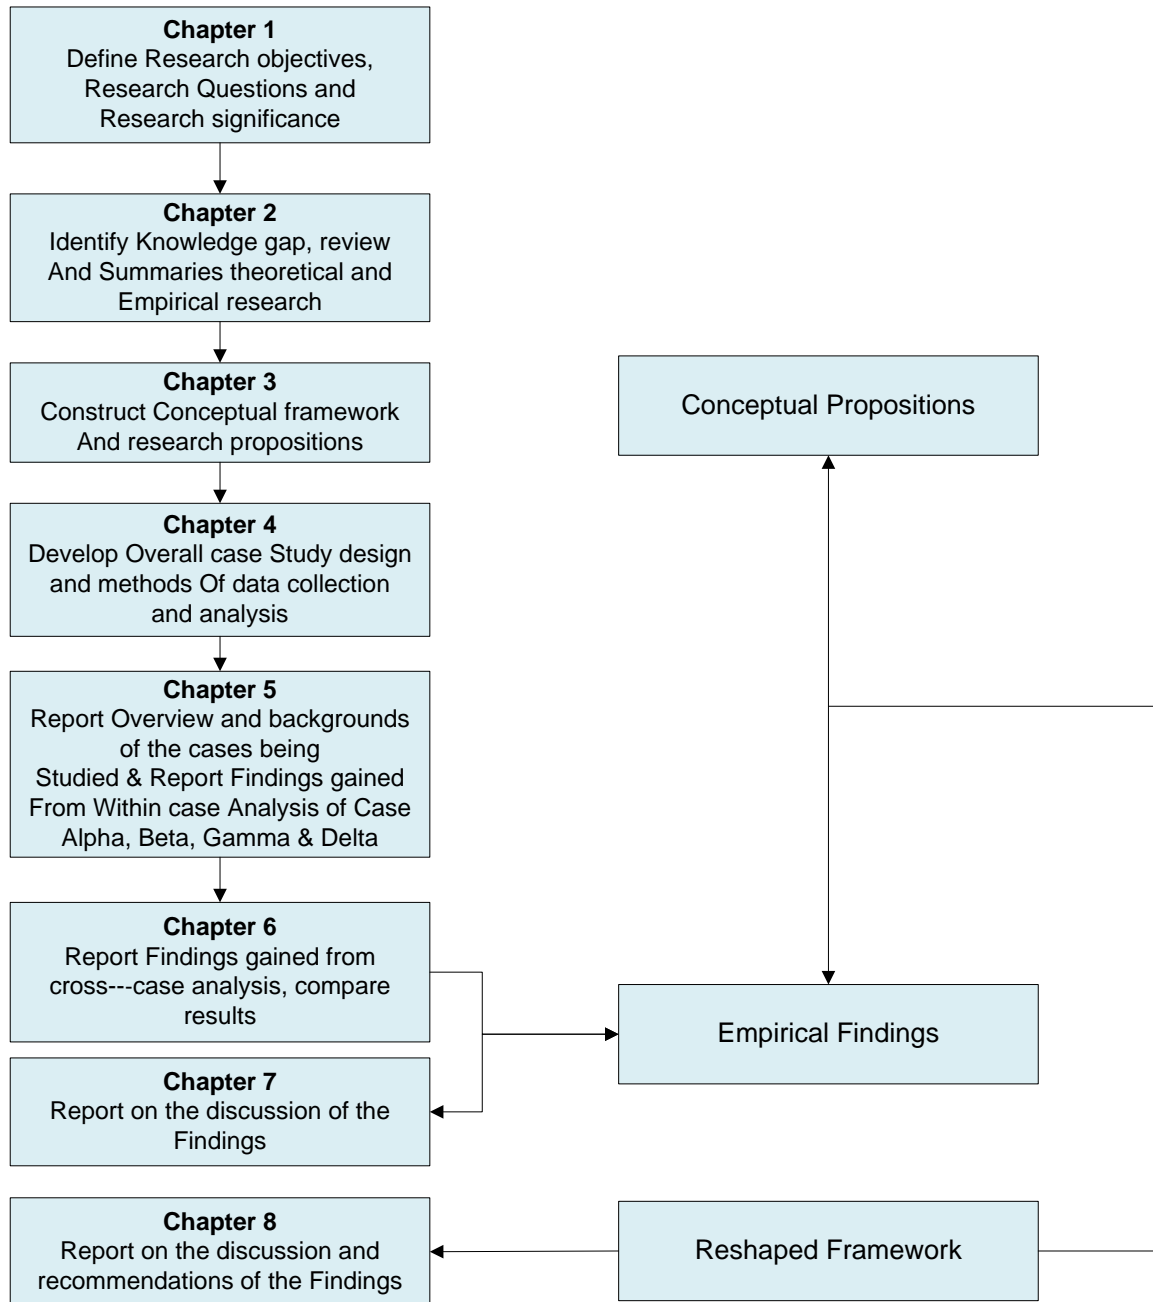 Chapter 1
Define Research objectives,
Research Questions and
Research significance
Chapter 2
Identify Knowledge gap, review
And Summaries theoretical and
Empirical research
Chapter 3
Construct Conceptual framework
And research propositions
Conceptual Propositions
Chapter 4
Develop Overall case Study design
and methods Of data collection
and analysis
Chapter 5
Report Overview and backgrounds
of the cases being
Studied & Report Findings gained
From Within case Analysis of Case
Alpha, Beta, Gamma & Delta
Chapter 6
Report Findings gained from
cross---case analysis, compare
results
Empirical Findings
Chapter 7
Report on the discussion of the
Findings
Chapter 8
Report on the discussion and
recommendations of the Findings
Reshaped Framework